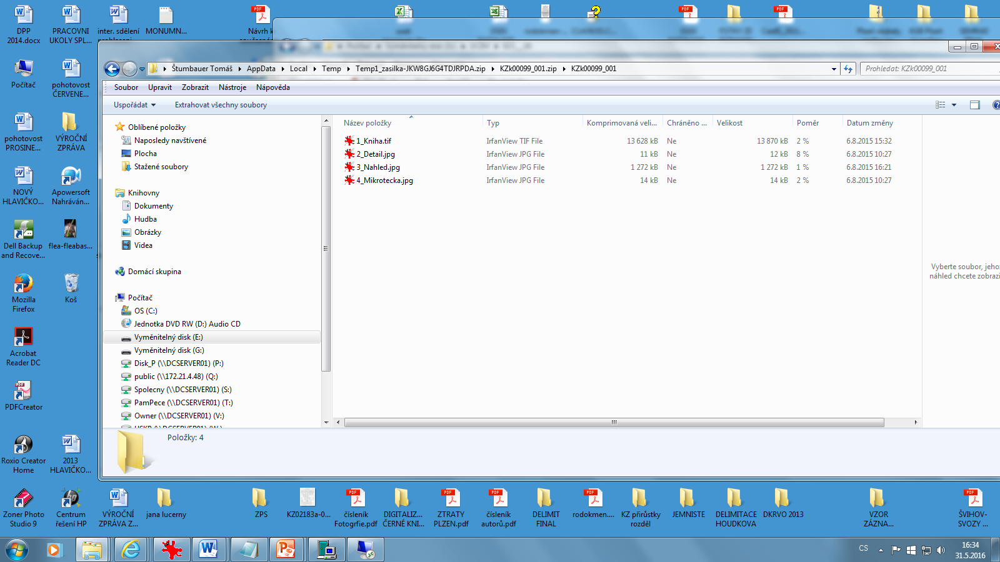 DPP
2014.docx
PRACOVNI
UKOLY SPL...
inter. sdělení
MONUMN...
Návrh k
Štumbauer Tomáš
AppData
Local
Temp
Temp1_zasilka-JKW8GJ6G4TDJRPDA.zip
KZk00099_001.zip
KZk00099_001
Prohledat: KZk00099_001
Soubor
Upravit
Zobrazit
Nástroje
Nápověda
Uspořádat
Extrahovat všechny soubory
Počítač
pohotovost
ČERVENE...
pohotovost
PROSINE...
VÝROČNÍ
ZPRÁVA
NOVÝ
HLAVIČKO...
Apowersoft
Nahráván...
Dell Backup
and Recove...
flea-fleabas...
Mozilla
Firefox
Koš
Acrobat
Reader DC
PDFCreator
Roxio Creator
Home
2013
HLAVIČKO...
Oblíbené položky
Naposledy navštívené
Plocha
Stažené soubory
Knihovny
Dokumenty
Hudba
Obrázky
Videa
Domácí skupina
Počítač
OS (C:)
Jednotka DVD RW (D:) Audio CD
Vyměnitelný disk (E:)
Vyměnitelný disk (G:)
Disk_P (\\DCSERVER01) (P:)
public (\\172.21.4.48) (Q:)
Spolecny (\\DCSERVER01) (S:)
PamPece (\\DCSERVER01) (T:)
Owner (\\DCSERVER01) (V:)
Název položky Typ Komprimovaná veli... Chráněno ... Velikost Poměr Datum změny
1_Kniha.tif IrfanView TIF File 13 628 kB Ne 13 870 kB 2 % 6.8.2015 15:32
2_Detail.jpg IrfanView JPG File 11 kB Ne 12 kB 8 % 6.8.2015 10:27
3_Nahled.jpg IrfanView JPG File 1 272 kB Ne 1 272 kB 1 % 6.8.2015 16:21
4_Mikrotecka.jpg IrfanView JPG File 14 kB Ne 14 kB 2 % 6.8.2015 10:27
Vyberte soubor, jeho
náhled chcete zobrazi
Položky: 4
Zoner Photo
Studio 9
Centrum
řešení HP
VÝROČNÍ
ZPRÁVA Z...
jana lucerny
ZPS
KZ02183a-0...
číslenik
Fotogrfie.pdf
DIGITALIZ...
ČERNÉ KNI...
ZTRATY
PLZEN.pdf
číslenik
autorů.pdf
DELIMIT
FINAL
rodokmen....
KZ přirůstky
rozděl
JEMNISTE
DELIMITACE
HOUDKOVA
DKRVO 2013
VZOR
ZÁZNA...
ŠVIHOV-
SVOZY ...
CS
16:34
31.5.2016